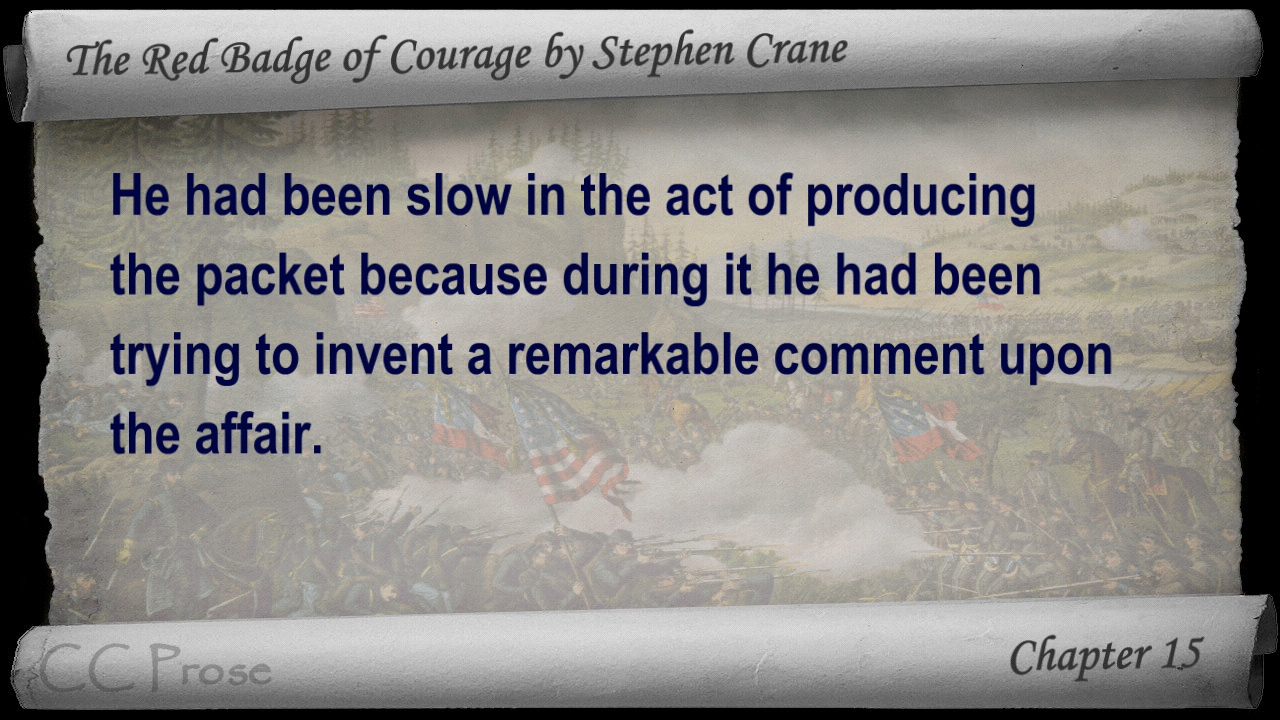 The Red Badge of Courage by Stephen Crane
He had been slow in the act of producing
the packet because during it he had been
trying to invent a remarkable comment upon
the affair.
CC Prose
Chapter 15